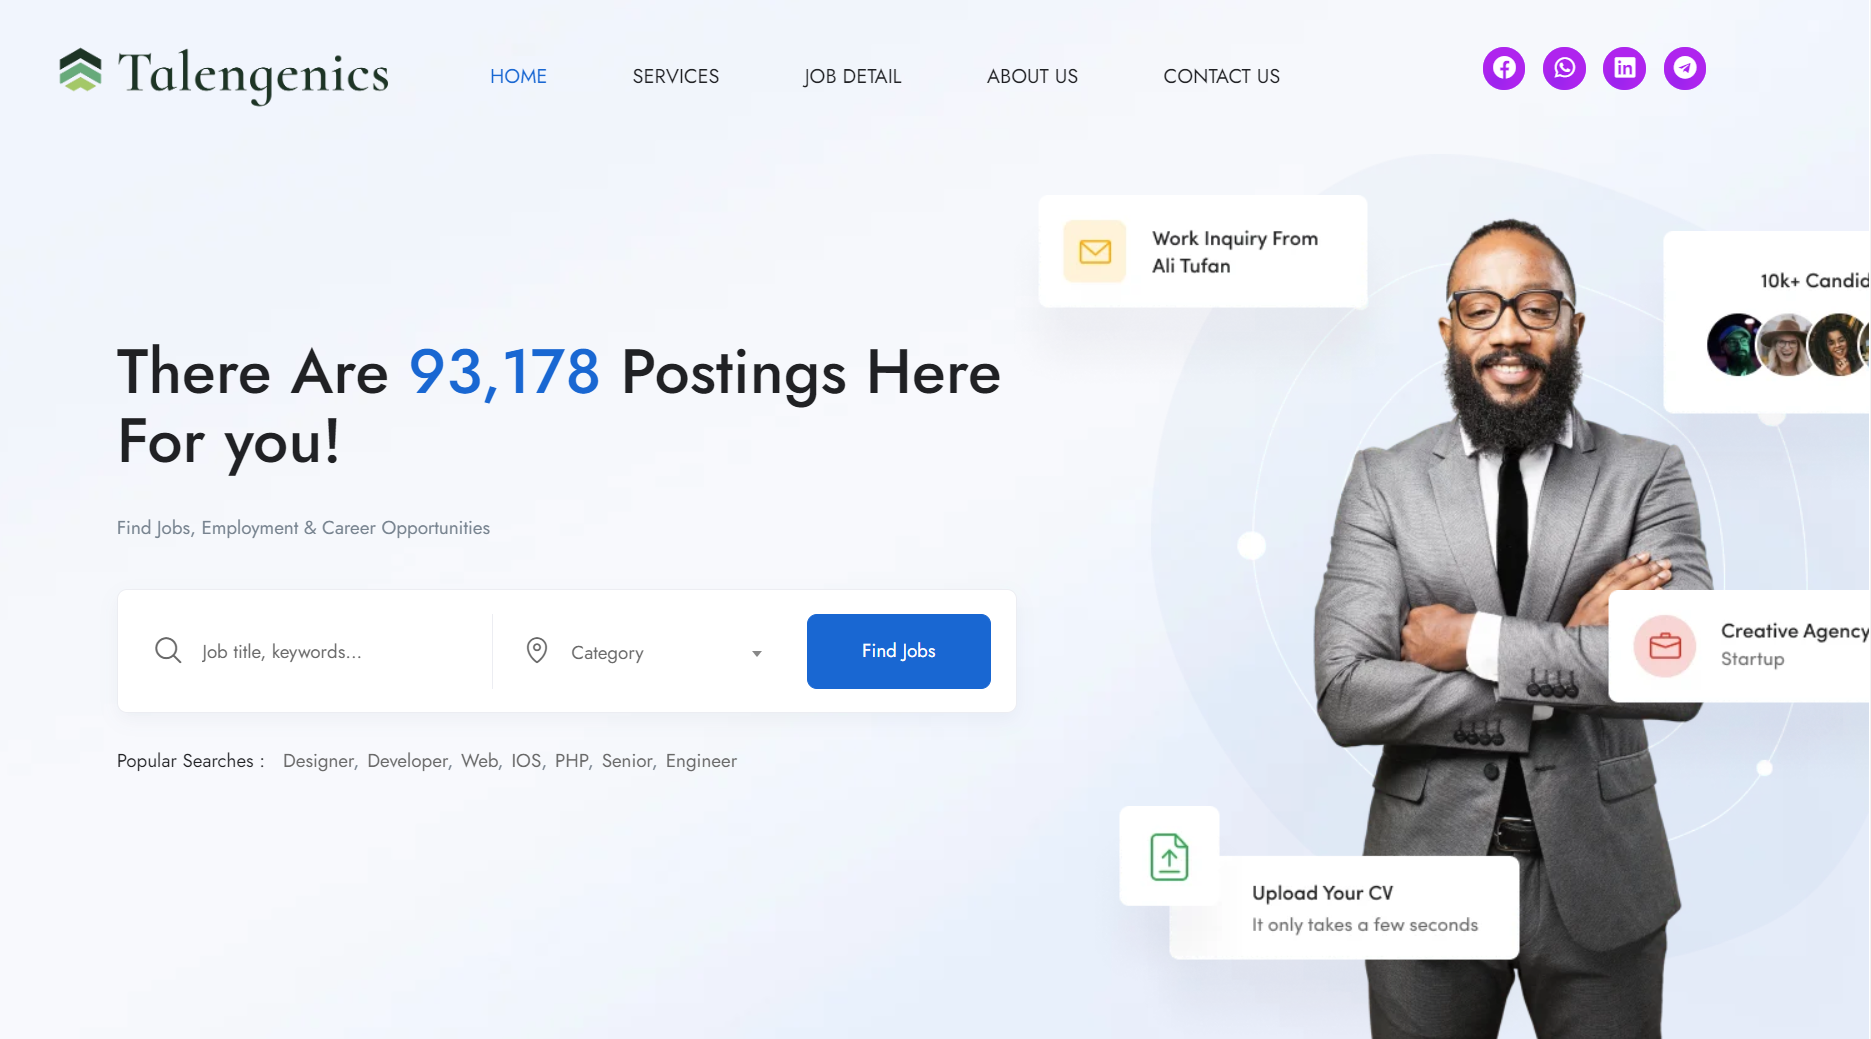 Talengenics
HOME SERVICES JOB DETAIL ABOUT US CONTACT US
Work Inquiry From
Ali Tufan
10k+
There Are 93,178 Postings Here
For you!
Find Jobs, Employment & Career Opportunities
Job title, keywords...
Category
Find Jobs
Creative Agency
Startup
Popular Searches : Designer, Developer, Web, IOS, PHP, Senior, Engineer
Upload Your CV
It only takes a few seconds